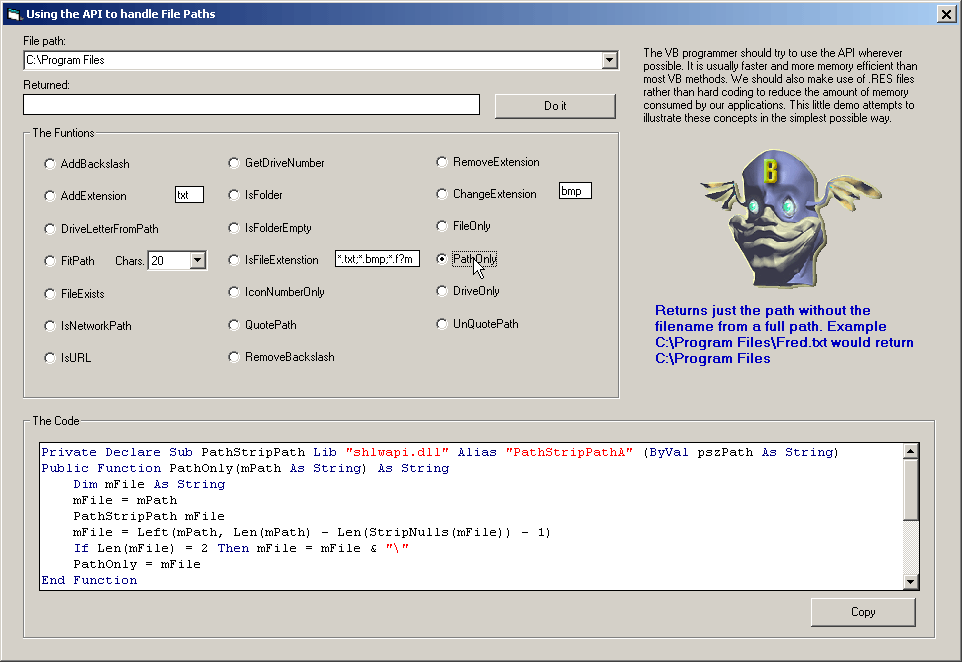 Using the API to handle File Paths
File path:
C:\Program Files
Returned:
Do it
The VB programmer should try to use the API wherever
possible. It is usually faster and more memory efficient than
most VB methods. We should also make use of .RES files
rather than hard coding to reduce the amount of memory
consumed by our applications. This little demo attempts to
illustrate these concepts in the simplest possible way.
The Funtions
AddBackslash
AddExtension txt
DriveLetterFromPath
FitPath Chars. 20
FileExists
IsNetworkPath
IsURL
GetDriveNumber
IsFolder
IsFolderEmpty
IsFileExtenstion *.txt;*.bmp;*.f?m
IconNumberOnly
QuotePath
RemoveBackslash
RemoveExtension
ChangeExtension bmp
FileOnly
PathOnly
DriveOnly
UnQuotePath
B
Returns just the path without the
filename from a full path. Example
C:\Program Files\Fred.txt would return
C:\Program Files
The Code
Private Declare Sub PathStripPath Lib "shlwapi.dll" Alias "PathStripPathA" (ByVal pszPath As String)
Public Function PathOnly(mPath As String) As String
Dim mFile As String
mFile = mPath
PathStripPath mFile
mFile = Left(mPath, Len(mPath) - Len(StripNulls(mFile)) - 1)
If Len(mFile) = 2 Then mFile = mFile & "\"
PathOnly = mFile
End Function
Copy